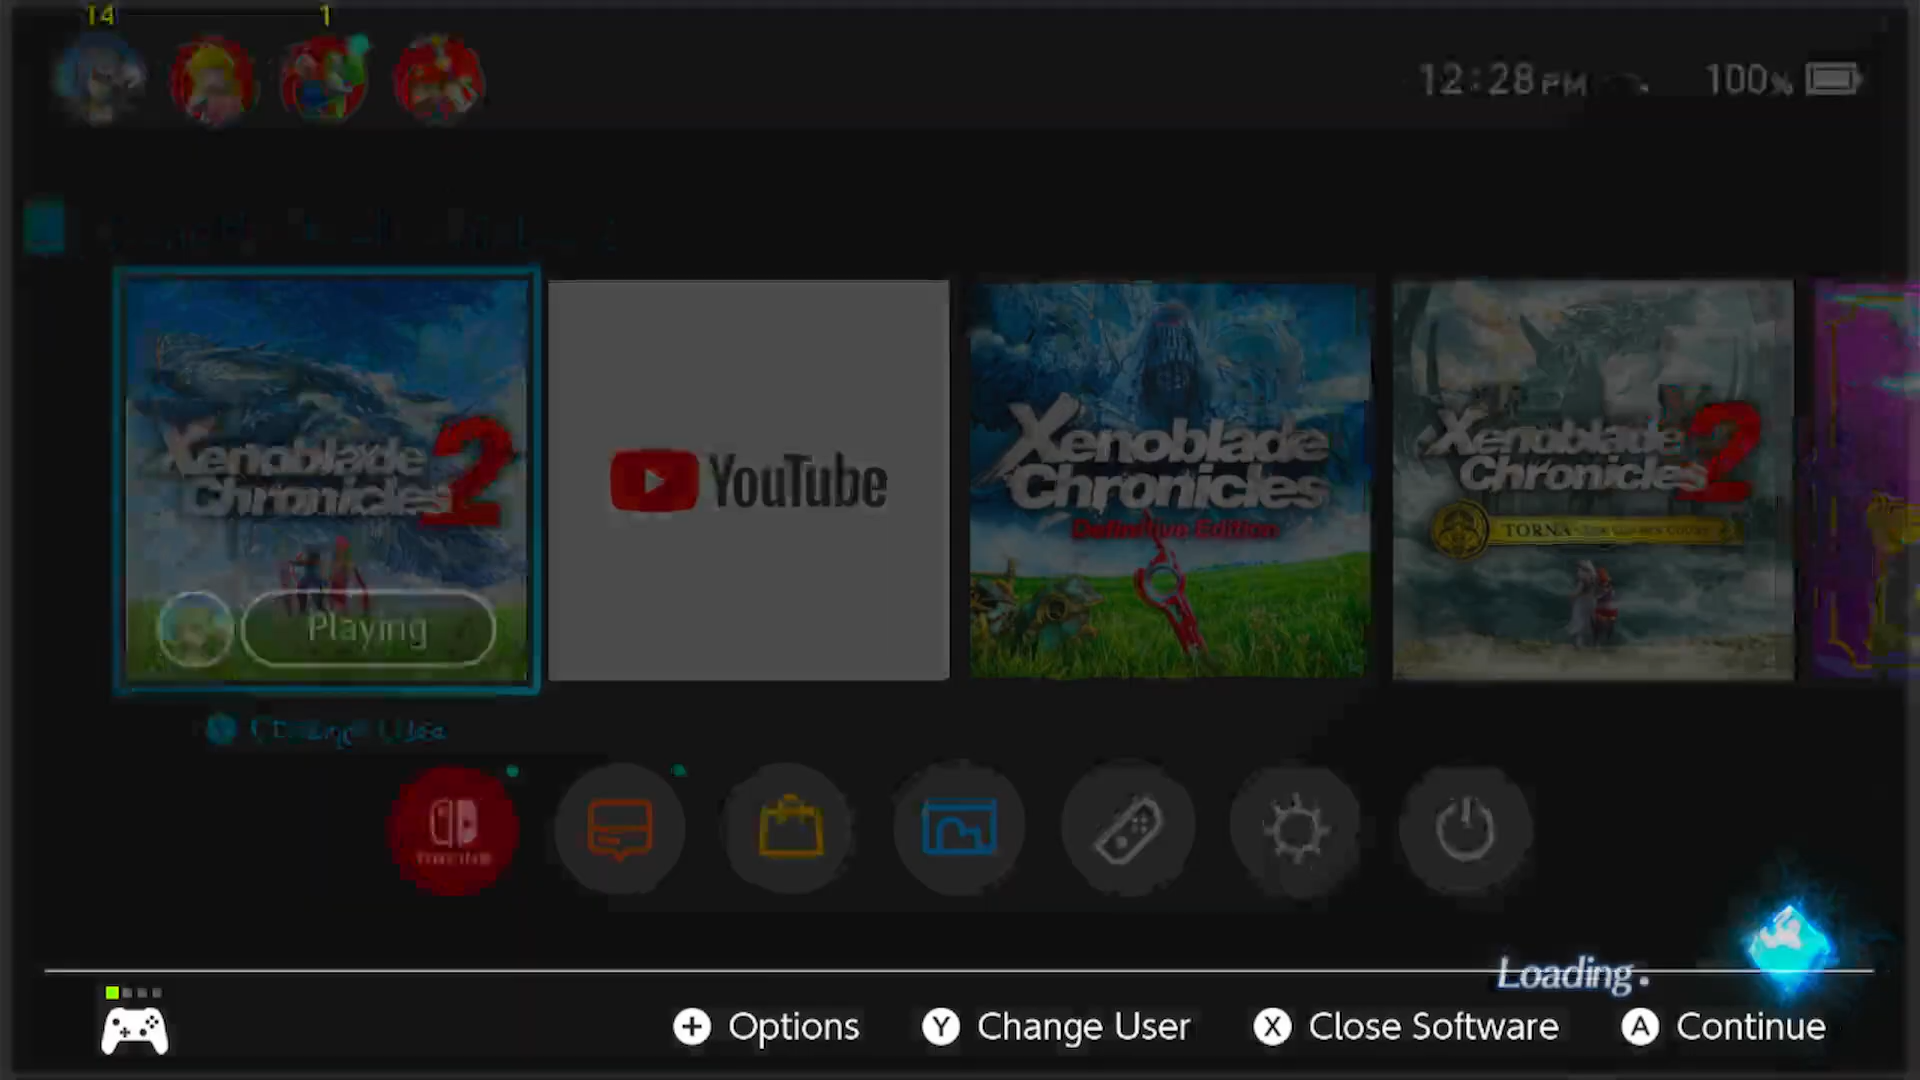 14 1
12:28 PM 100%
Xenoblade Chronicles 2
Playing
YouTube
Xenoblade Chronicles
Definitive Edition
Xenoblade Chronicles 2
TORNA
Loading.
+ Options Y Change User X Close Software A Continue